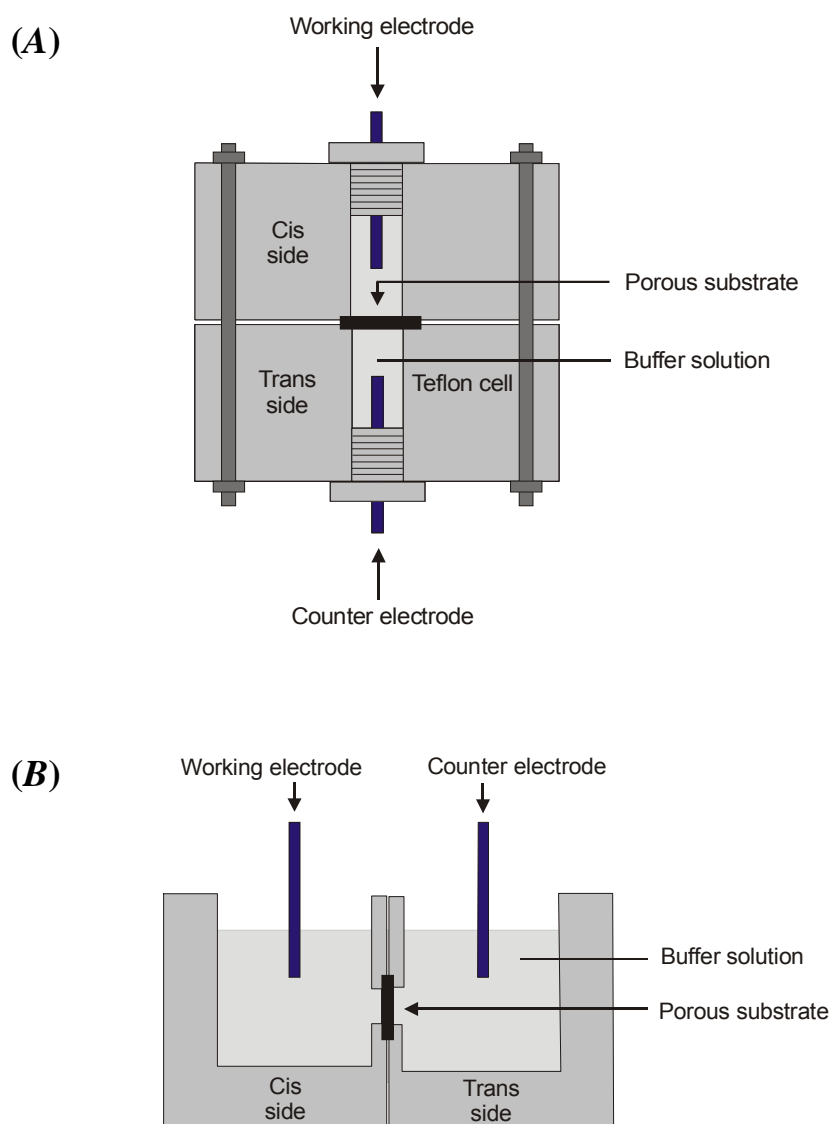 (A)
Working electrode
Cis
side
Porous substrate
Buffer solution
Trans
side
Teflon cell
Counter electrode
(B)
Working electrode
Counter electrode
Buffer solution
Porous substrate
Cis
side
Trans
side